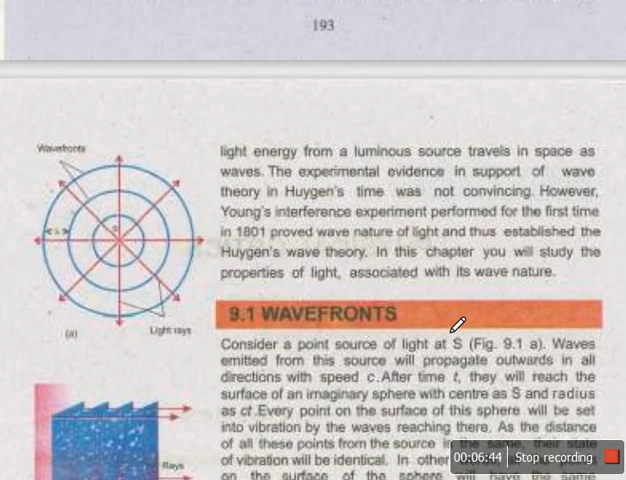 193
Wavefronts
λ
S
(a)
Light rays
Rays
light energy from a luminous source travels in space as
waves. The experimental evidence in support of wave
theory in Huygen's time was not convincing. However,
Young's interference experiment performed for the first time
in 1801 proved wave nature of light and thus established the
Huygen's wave theory. In this chapter you will study the
properties of light, associated with its wave nature.
9.1 WAVEFRONTS
Consider a point source of light at S (Fig. 9.1 a). Waves
emitted from this source will propagate outwards in all
directions with speed c.After time t, they will reach the
surface of an imaginary sphere with centre as S and radius
as ct.Every point on the surface of this sphere will be set
into vibration by the waves reaching there. As the distance
of all these points from the source is the same, their state
of vibration will be identical. In other
on the surface of the sphere will have the same
00:06:44 Stop recording